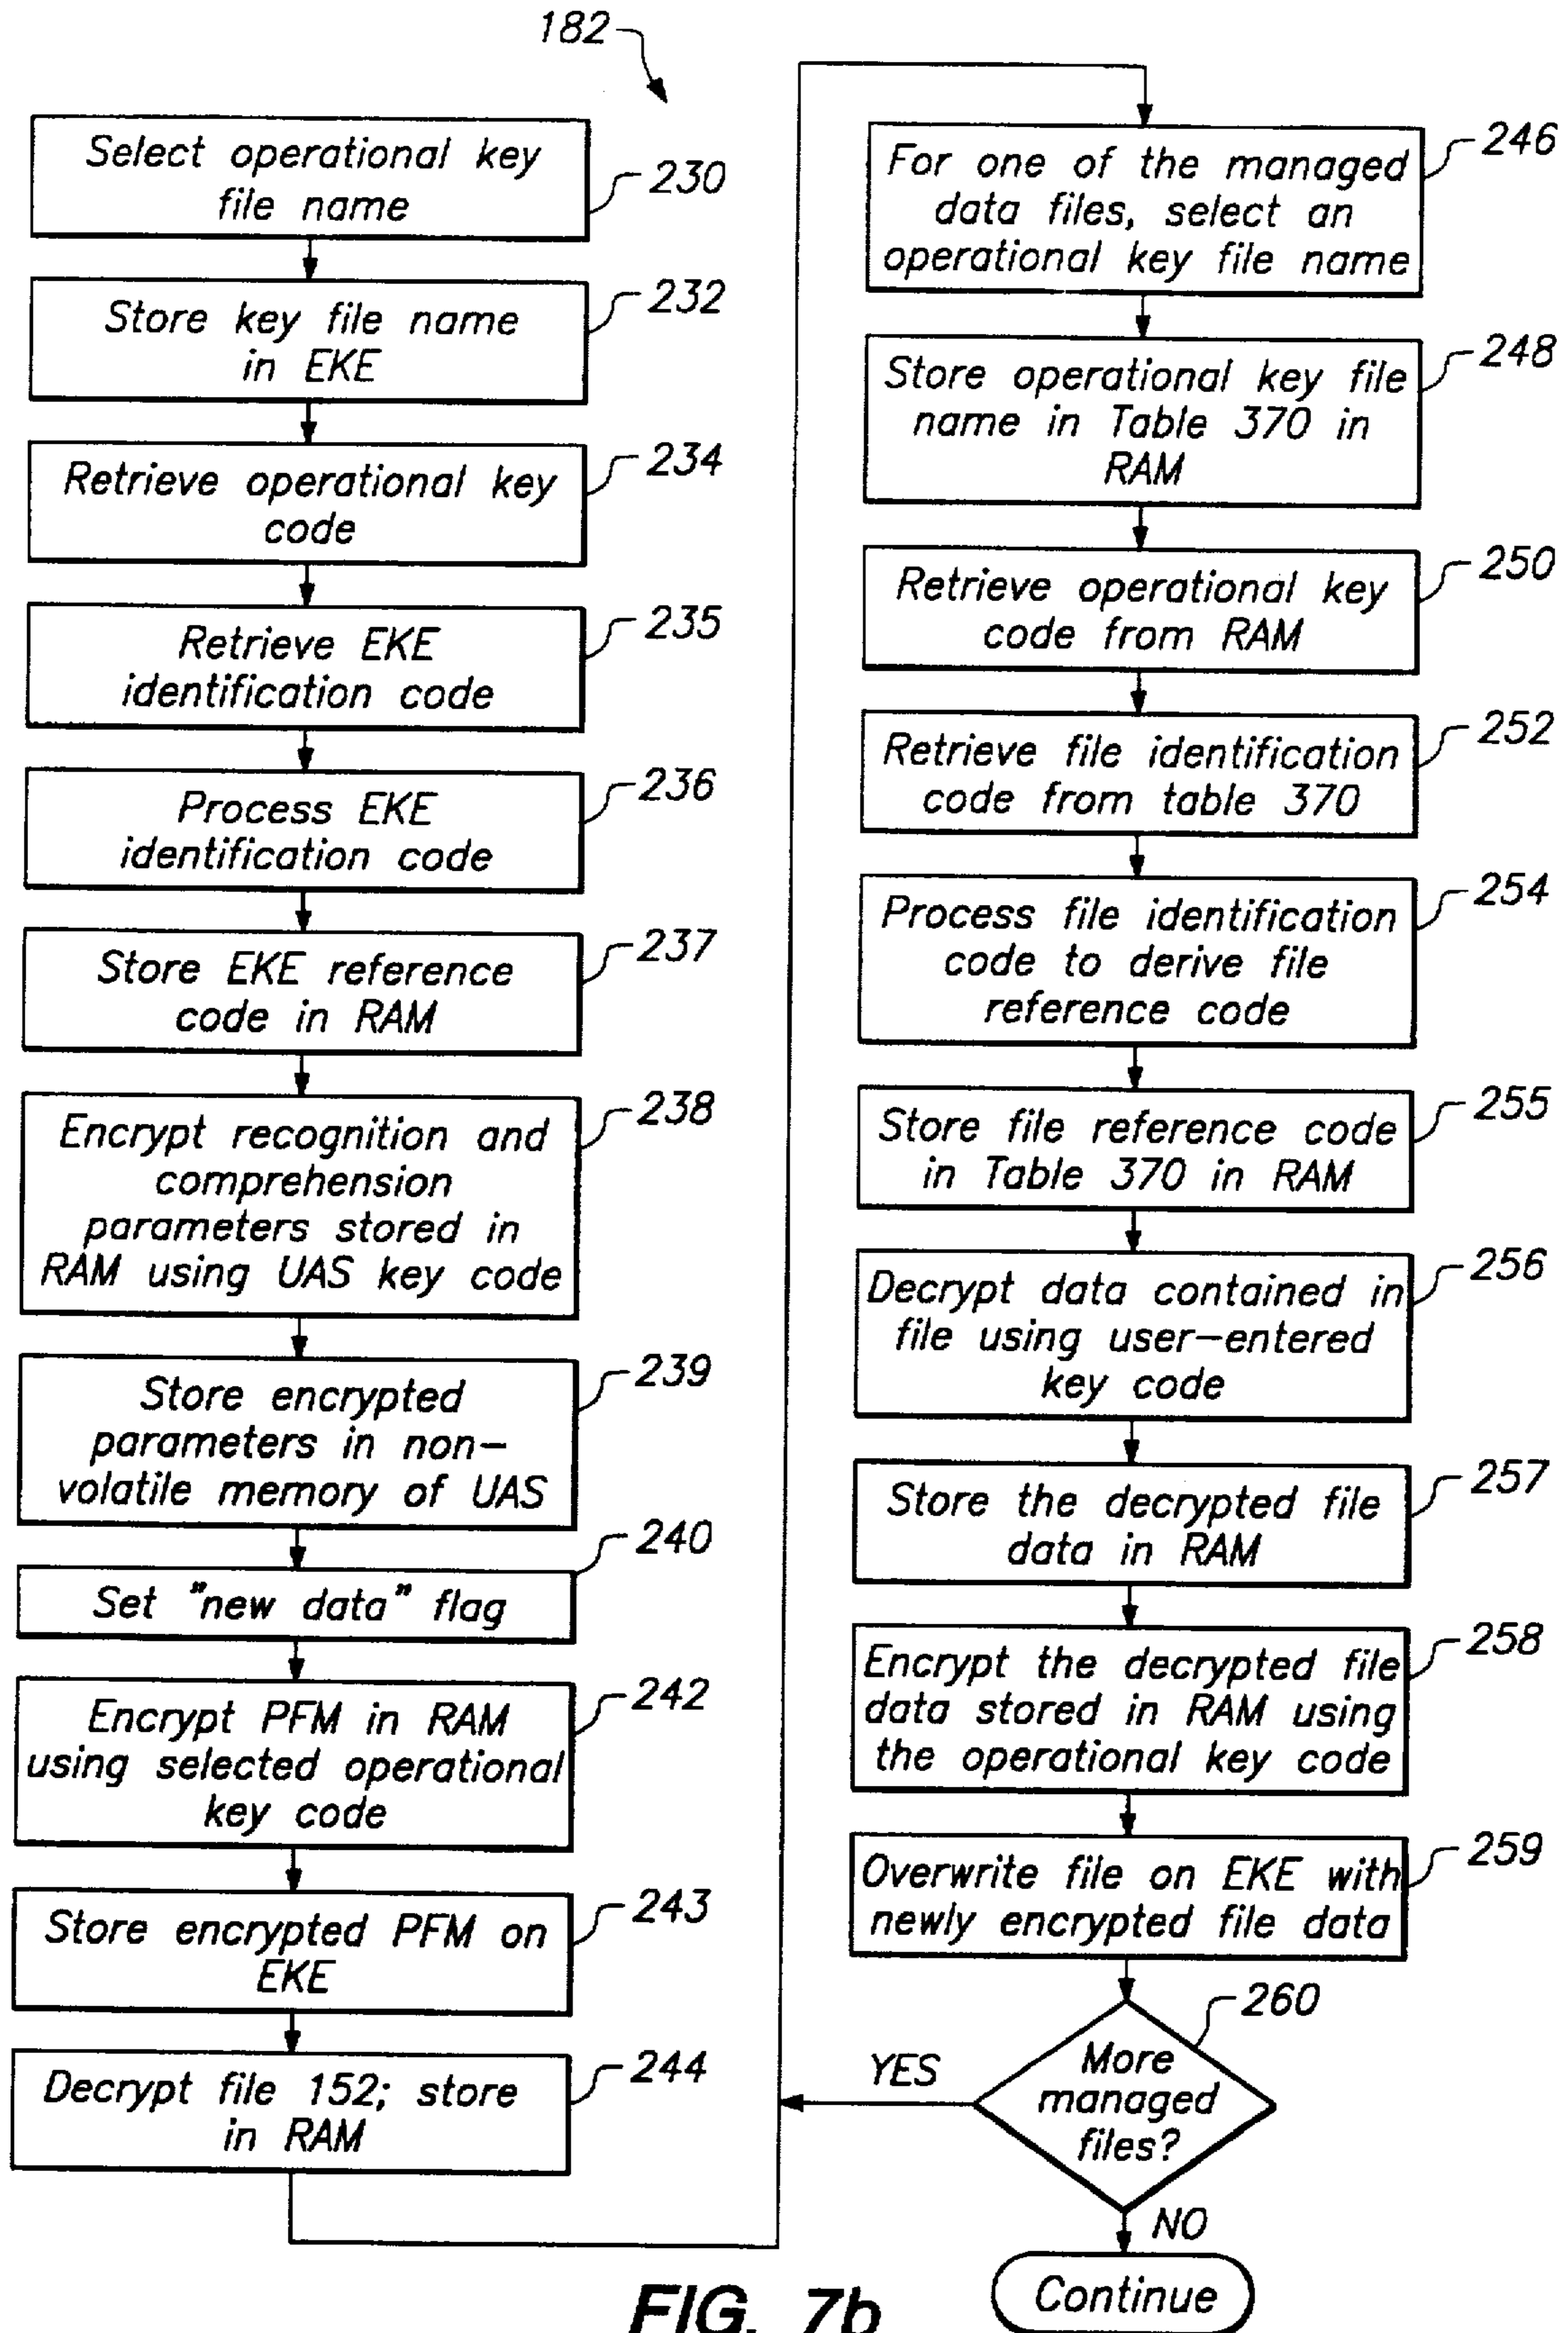 182
Select operational key
file name
230
Store key file name
in EKE
232
Retrieve operational key
code
234
Retrieve EKE
identification code
235
Process EKE
identification code
236
Store EKE reference
code in RAM
237
Encrypt recognition and
comprehension
parameters stored in
RAM using UAS key code
238
Store encrypted
parameters in non-
volatile memory of UAS
239
Set "new data" flag
240
Encrypt PFM in RAM
using selected operational
key code
242
Store encrypted PFM on
EKE
243
Decrypt file 152; store
in RAM
244
For one of the managed
data files, select an
operational key file name
246
Store operational key file
name in Table 370 in
RAM
248
Retrieve operational key
code from RAM
250
Retrieve file identification
code from table 370
252
Process file identification
code to derive file
reference code
254
Store file reference code
in Table 370 in RAM
255
Decrypt data contained in
file using user-entered
key code
256
Store the decrypted file
data in RAM
257
Encrypt the decrypted file
data stored in RAM using
the operational key code
258
Overwrite file on EKE with
newly encrypted file data
259
More
managed
files?
260
YES
NO
Continue
FIG. 7b